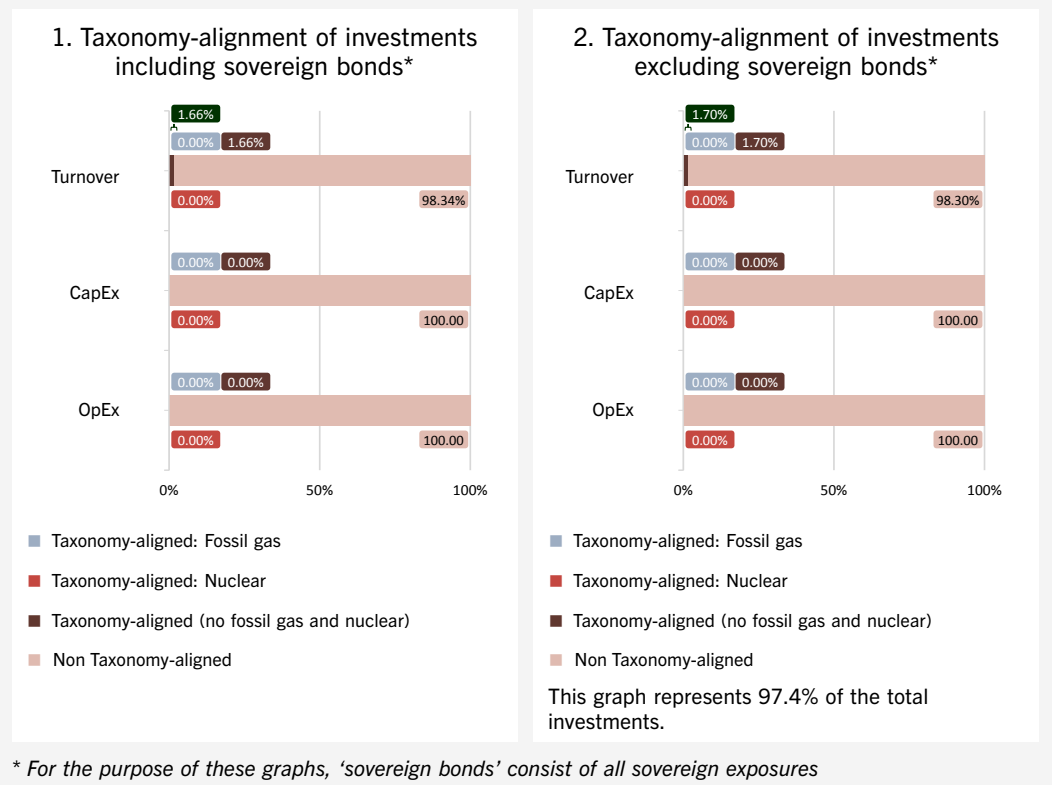 1. Taxonomy-alignment of investments
including sovereign bonds*
1.66%
0.00% 1.66%
Turnover
0.00% 98.34%
0.00% 0.00%
CapEx
0.00% 100.00
0.00% 0.00%
OpEx
0.00% 100.00
0% 50% 100%
Taxonomy-aligned: Fossil gas
Taxonomy-aligned: Nuclear
Taxonomy-aligned (no fossil gas and nuclear)
Non Taxonomy-aligned
2. Taxonomy-alignment of investments
excluding sovereign bonds*
1.70%
0.00% 1.70%
Turnover
0.00% 98.30%
0.00% 0.00%
CapEx
0.00% 100.00
0.00% 0.00%
OpEx
0.00% 100.00
0% 50% 100%
Taxonomy-aligned: Fossil gas
Taxonomy-aligned: Nuclear
Taxonomy-aligned (no fossil gas and nuclear)
Non Taxonomy-aligned
This graph represents 97.4% of the total
investments.
* For the purpose of these graphs, ‘sovereign bonds’ consist of all sovereign exposures